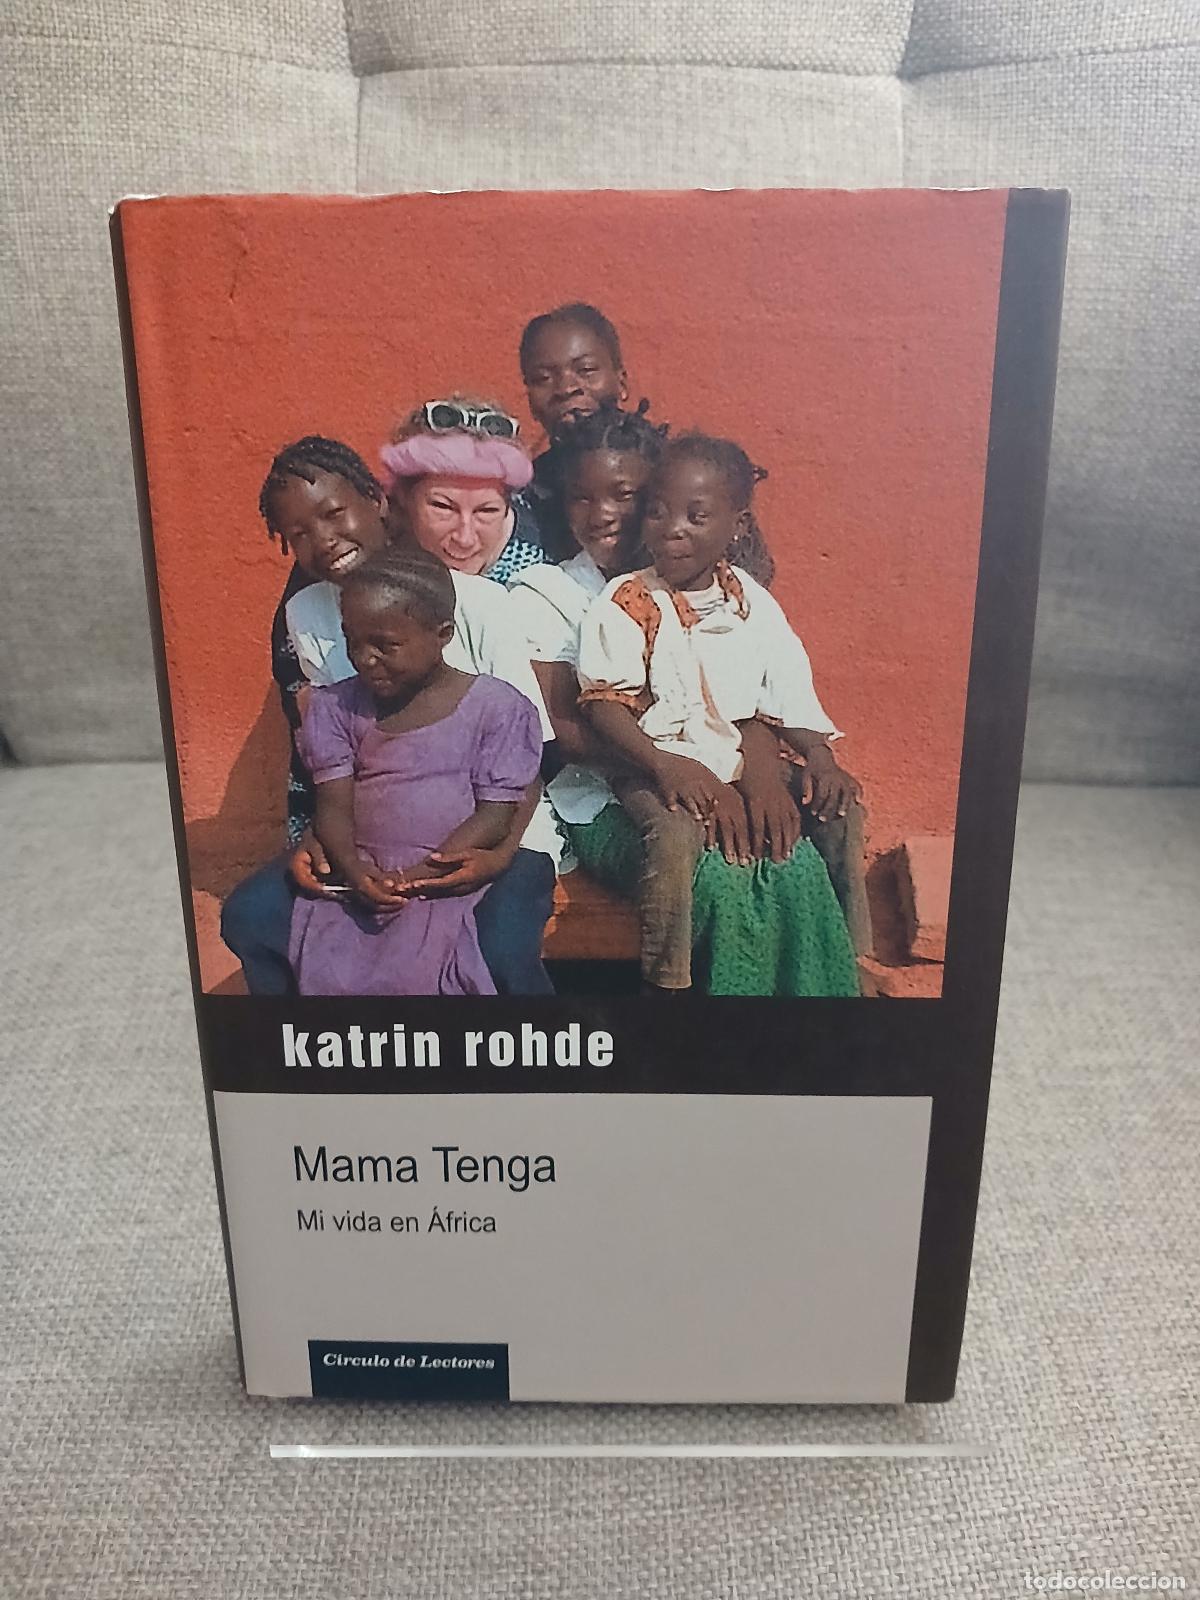 katrin rohde
Mama Tenga
Mi vida en África
Círculo de Lectores
todocoleccion